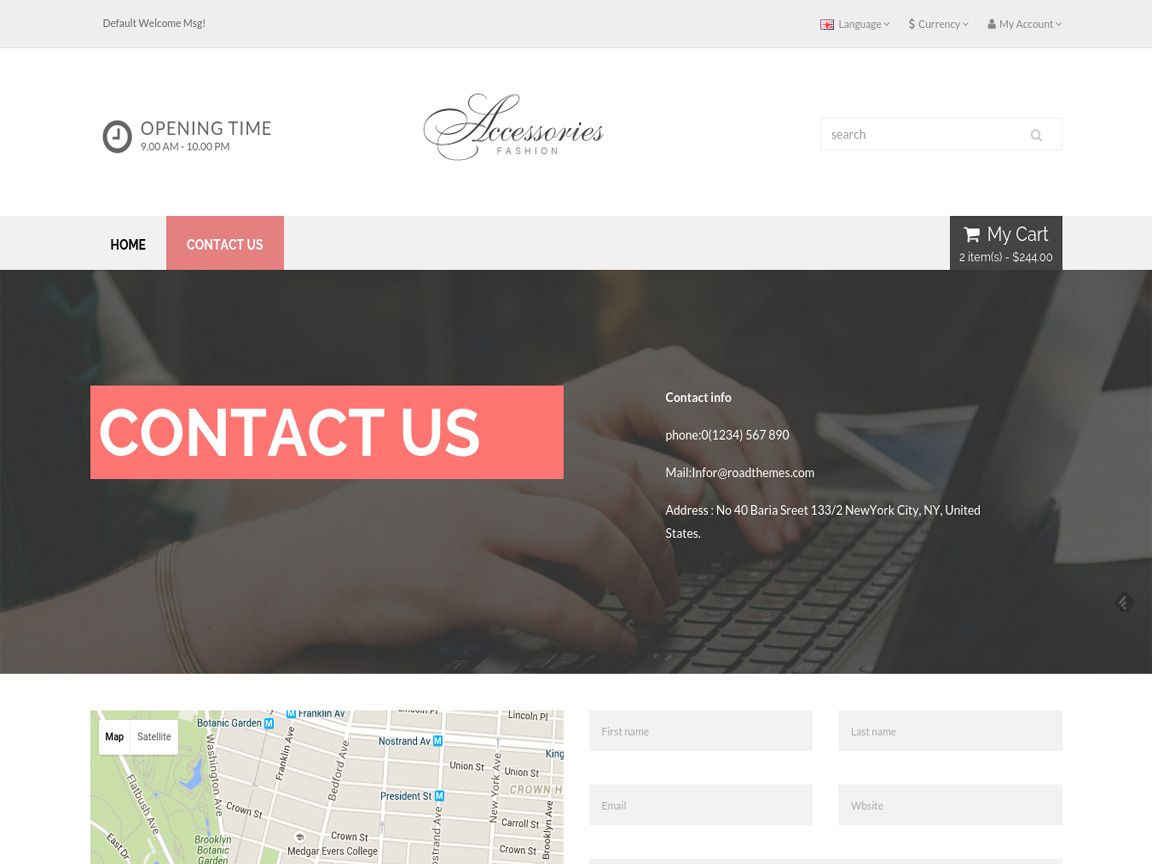 Default Welcome Msg!
Language
$ Currency
My Account
OPENING TIME
9.00 AM - 10.00 PM
Accessories
FASHION
search
HOME
CONTACT US
My Cart
2 item(s) - $244.00
CONTACT US
Contact info
phone:0(1234) 567 890
Mail:Infor@roadthemes.com
Address : No 40 Baria Sreet 133/2 NewYork City, NY, United
States.
Map
Satellite
Botanic Garden M
M Franklin Av
Lincoln Pl
Lincoln Pl
Nostrand Av M
King
Washington Ave
Franklin Ave
Bedford Ave
Union St
Union St
New York Ave
CROWN H
President St M
Flatbush Ave
Crown St
Carroll St
Crown St
Crown St
Nostrand Ave
Brooklyn Ave
East Dr
Brooklyn
Botanic
Garden
Medgar Evers College
First name
Last name
Email
Wbsite